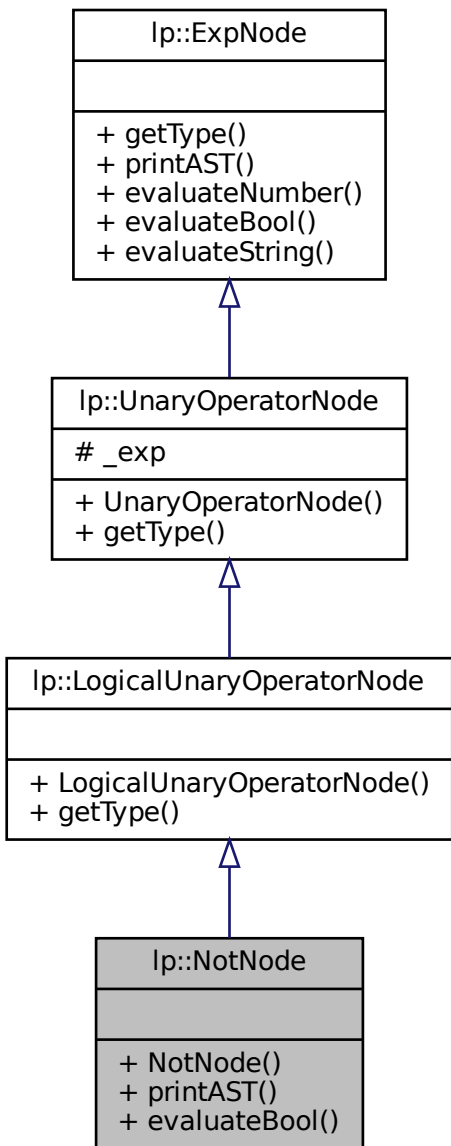 lp::ExpNode
+ getType()
+ printAST()
+ evaluateNumber()
+ evaluateBool()
+ evaluateString()
lp::UnaryOperatorNode
# _exp
+ UnaryOperatorNode()
+ getType()
lp::LogicalUnaryOperatorNode
+ LogicalUnaryOperatorNode()
+ getType()
lp::NotNode
+ NotNode()
+ printAST()
+ evaluateBool()